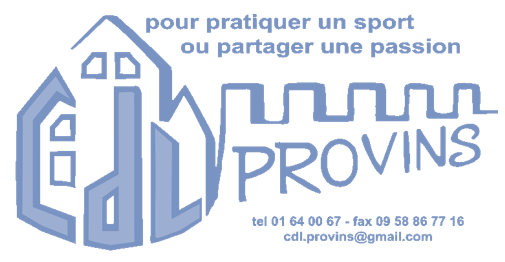 pour pratiquer un sport
ou partager une passion
cdl
PROVINS
tel 01 64 00 67 - fax 09 58 86 77 16
cdl.provins@gmail.com